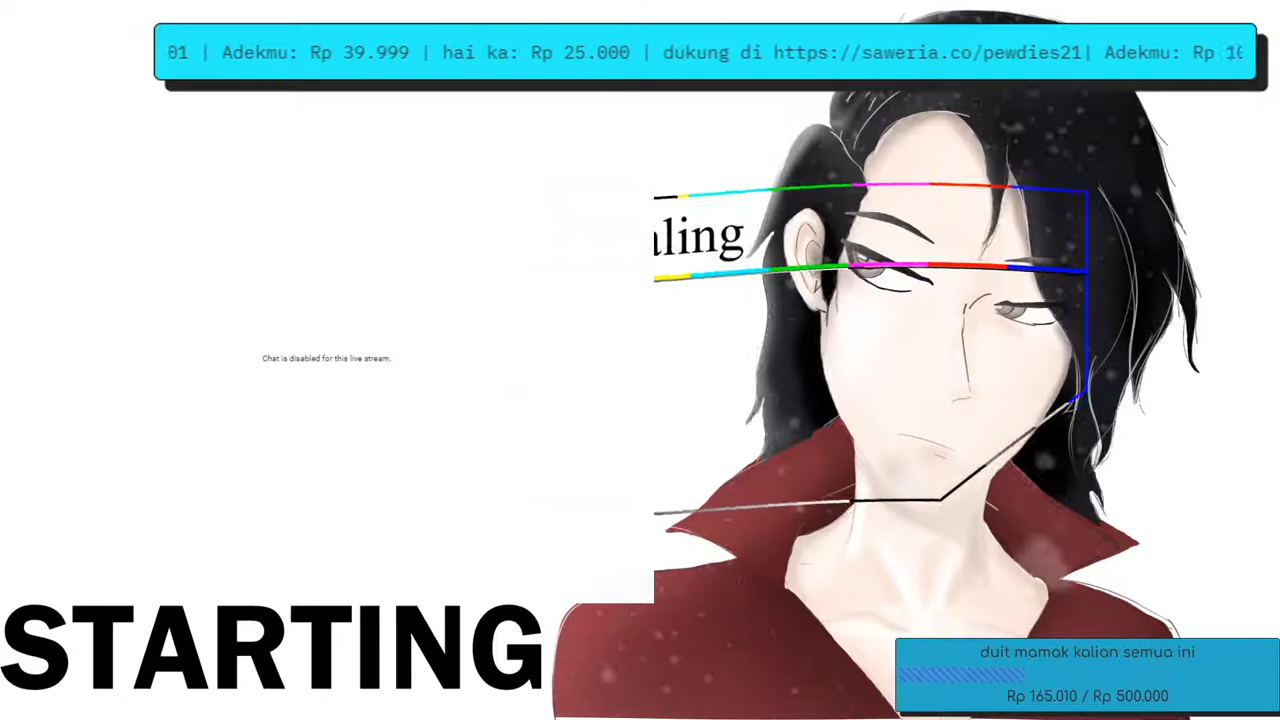 01 | Adekmu: Rp 39.999 | hai ka: Rp 25.000 | dukung di https://saweria.co/pewdies21| Adekmu: Rp
aling
Chat is disabled for this live stream.
STARTING
duit mamak kalian semua ini
Rp 165.010 / Rp 500.000